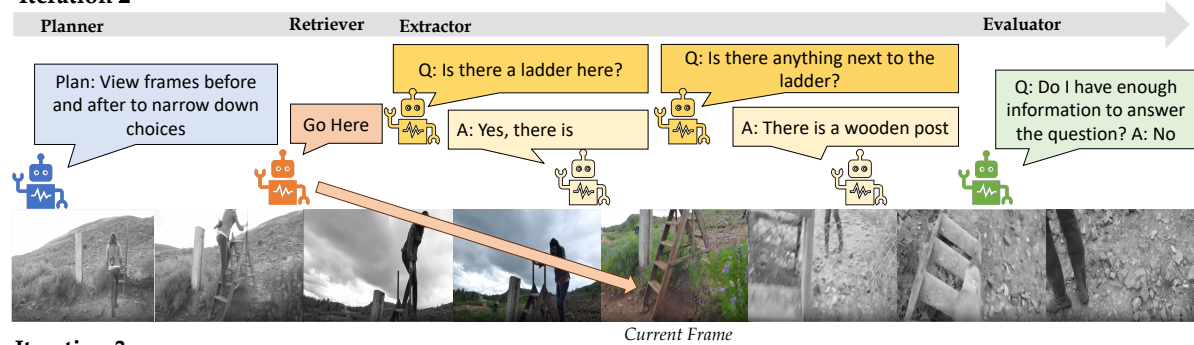 Iteration 2
Planner
Retriever
Extractor
Evaluator
Plan: View frames before
and after to narrow down
choices
Go Here
Q: Is there a ladder here?
A: Yes, there is
Q: Is there anything next to the
ladder?
A: There is a wooden post
Q: Do I have enough
information to answer
the question? A: No
Current Frame